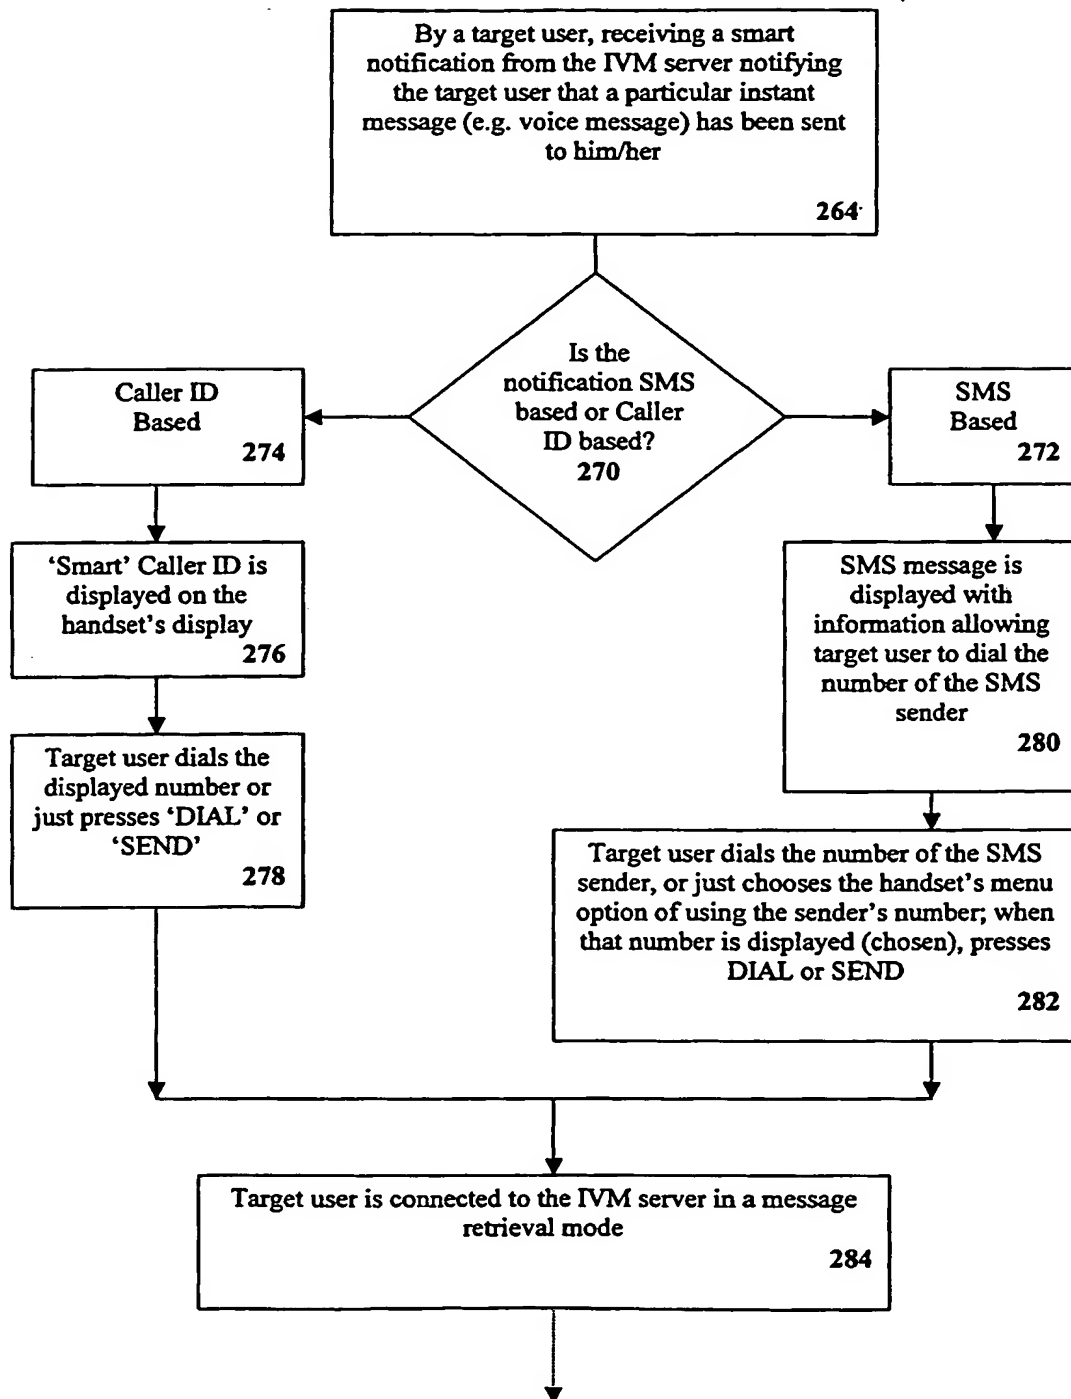 By a target user, receiving a smart
notification from the IVM server notifying
the target user that a particular instant
message (e.g. voice message) has been sent
to him/her
264
Is the
notification SMS
based or Caller
ID based?
270
Caller ID
Based
274
SMS
Based
272
‘Smart’ Caller ID is
displayed on the
handset's display
276
SMS message is
displayed with
information allowing
target user to dial the
number of the SMS
sender
280
Target user dials the
displayed number or
just presses ‘DIAL’ or
‘SEND’
278
Target user dials the number of the SMS
sender, or just chooses the handset's menu
option of using the sender's number; when
that number is displayed (chosen), presses
DIAL or SEND
282
Target user is connected to the IVM server in a message
retrieval mode
284